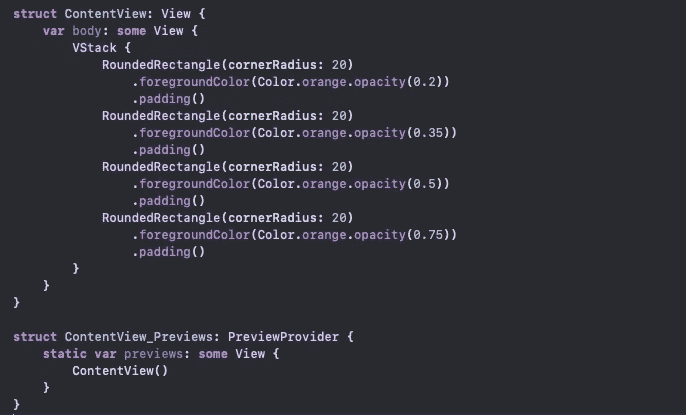 struct ContentView: View {
    var body: some View {
        VStack {
            RoundedRectangle(cornerRadius: 20)
                .foregroundColor(Color.orange.opacity(0.2))
                .padding()
            RoundedRectangle(cornerRadius: 20)
                .foregroundColor(Color.orange.opacity(0.35))
                .padding()
            RoundedRectangle(cornerRadius: 20)
                .foregroundColor(Color.orange.opacity(0.5))
                .padding()
            RoundedRectangle(cornerRadius: 20)
                .foregroundColor(Color.orange.opacity(0.75))
                .padding()
        }
    }
}

struct ContentView_Previews: PreviewProvider {
    static var previews: some View {
        ContentView()
    }
}